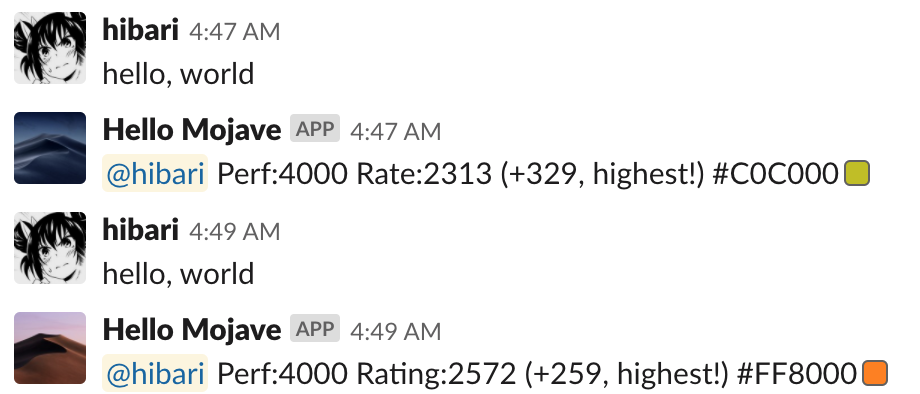 hibari 4:47 AM
hello, world
Hello Mojave APP 4:47 AM
@hibari Perf:4000 Rate:2313 (+329, highest!) #C0C000
hibari 4:49 AM
hello, world
Hello Mojave APP 4:49 AM
@hibari Perf:4000 Rating:2572 (+259, highest!) #FF8000